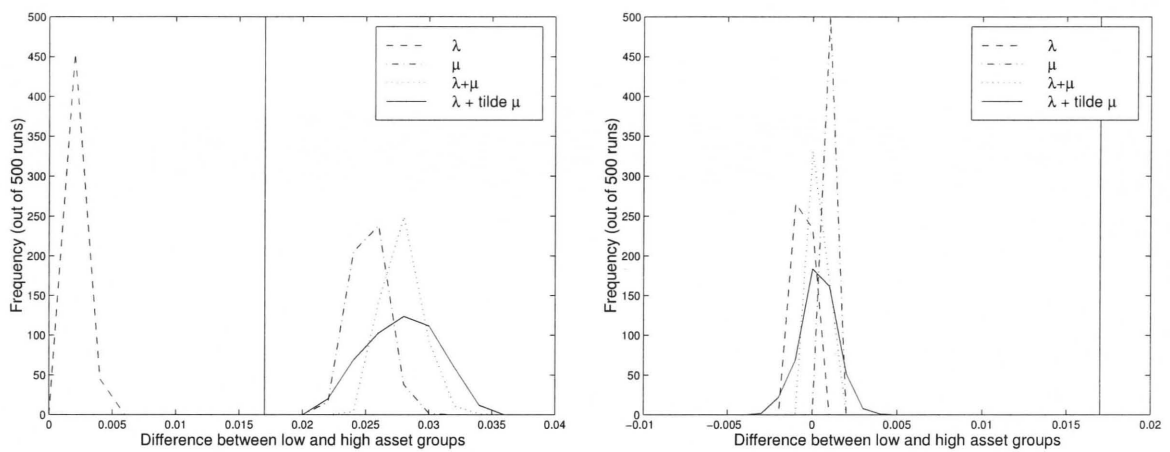 500
450
400
350
300
250
200
150
100
50
0
Frequency (out of 500 runs)
λ
μ
λ+μ
λ + tilde μ
0 0.005 0.01 0.015 0.02 0.025 0.03 0.035 0.04
Difference between low and high asset groups
500
450
400
350
300
250
200
150
100
50
0
Frequency (out of 500 runs)
λ
μ
λ+μ
λ + tilde μ
−0.01 −0.005 0 0.005 0.01 0.015 0.02
Difference between low and high asset groups